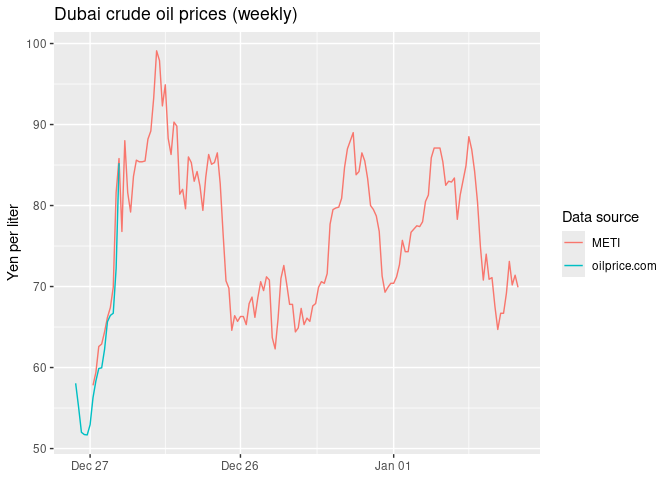 Dubai crude oil prices (weekly)
100
90
80
70
60
50
Yen per liter
Dec 27
Dec 26
Jan 01
Data source
METI
oilprice.com